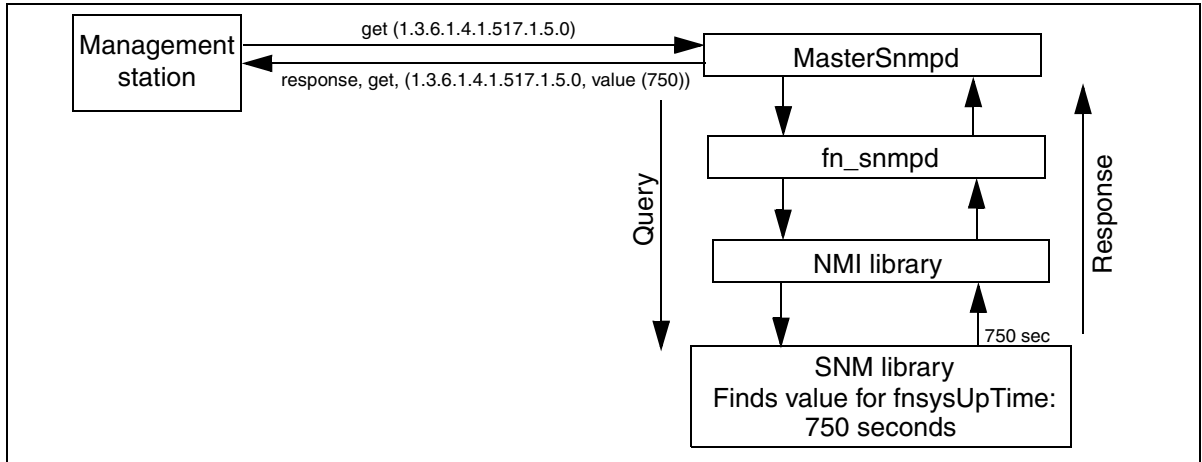 Management
station
get (1.3.6.1.4.1.517.1.5.0)
response, get, (1.3.6.1.4.1.517.1.5.0, value (750))
MasterSnmpd
fn_snmpd
Query
Response
NMI library
750 sec
SNM library
Finds value for fnsysUpTime:
750 seconds